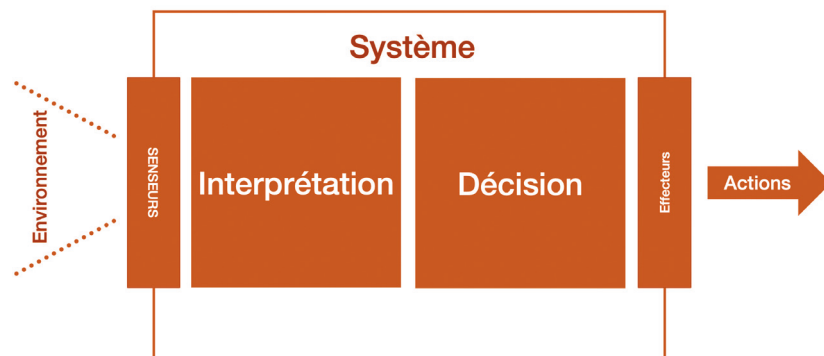 Système
Environnement
SENSEURS
Interprétation
Décision
Effecteurs
Actions